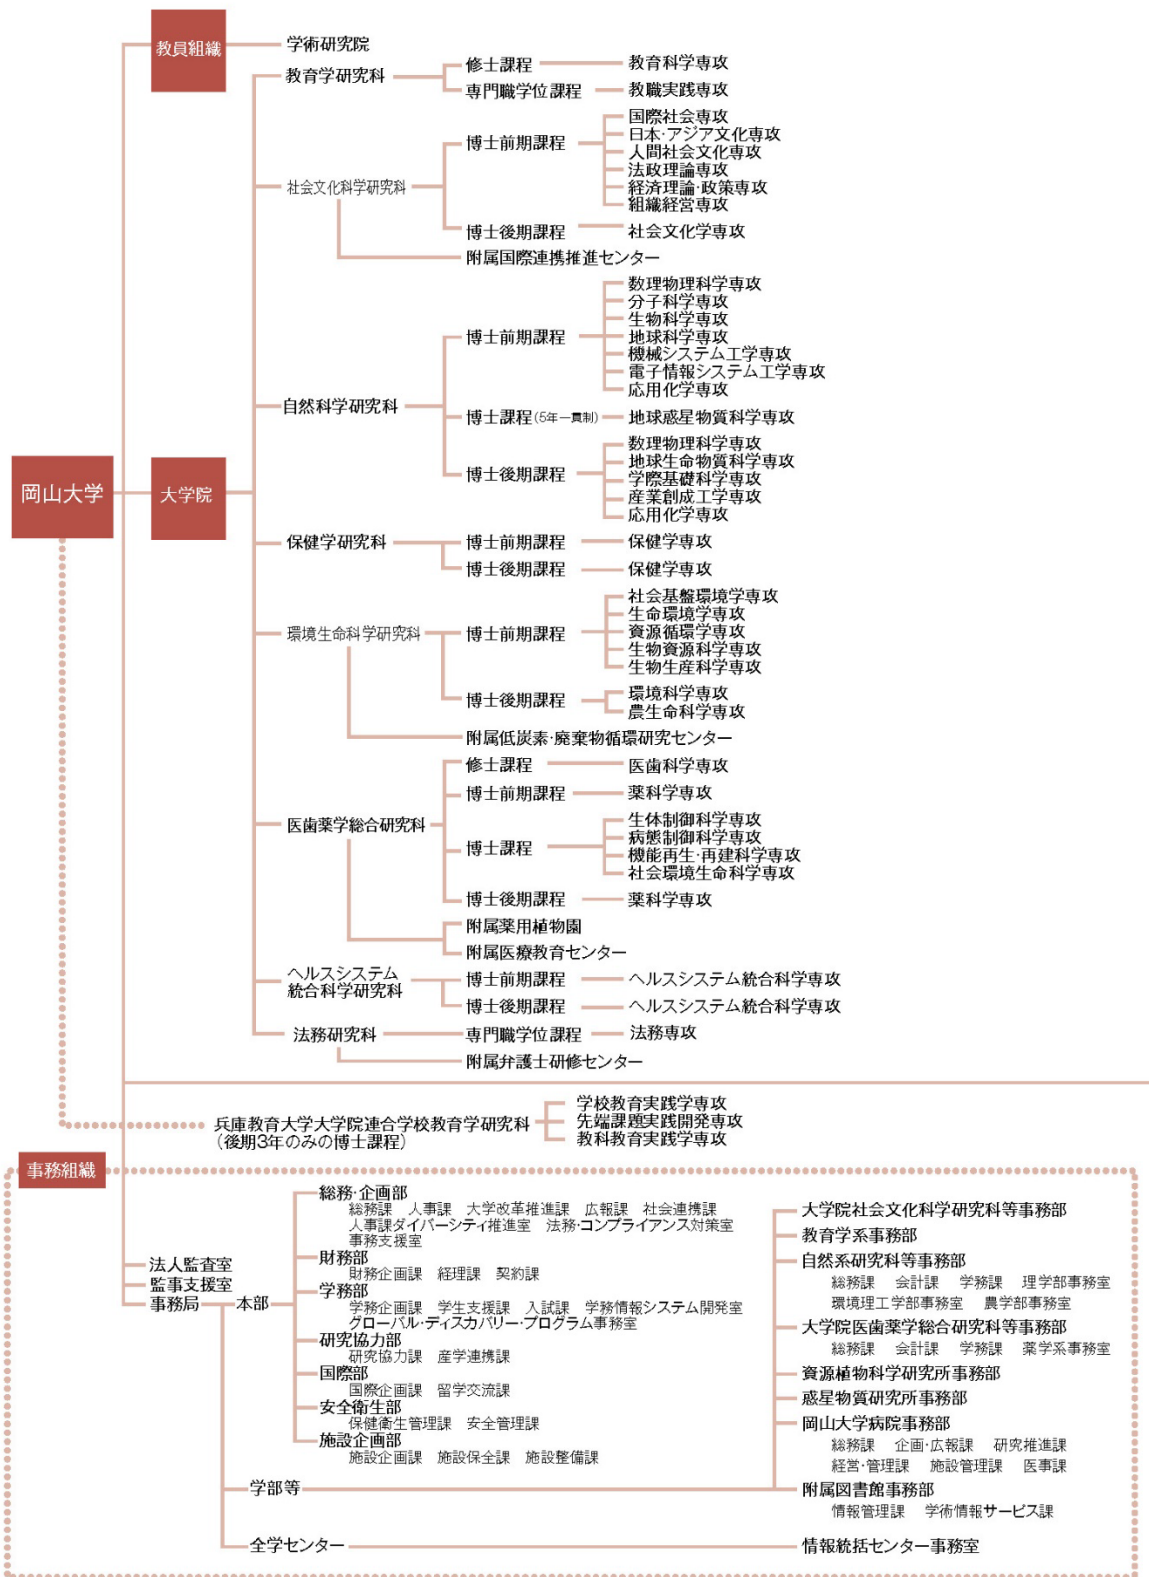 教員組織
学術研究院
教育学研究科
修士課程
教育科学専攻
専門職学位課程
教職実践専攻
社会文化科学研究科
博士前期課程
国際社会専攻
日本・アジア文化専攻
人間社会文化専攻
法政理論専攻
経済理論・政策専攻
組織経営専攻
博士後期課程
社会文化学専攻
附属国際連携推進センター
岡山大学
大学院
自然科学研究科
博士前期課程
数理物理科学専攻
分子科学専攻
生物科学専攻
地球科学専攻
機械システム工学専攻
電子情報システム工学専攻
応用化学専攻
博士課程(5年一貫制)
地球惑星物質科学専攻
博士後期課程
数理物理科学専攻
地球生命物質科学専攻
学際基礎科学専攻
産業創成工学専攻
応用化学専攻
保健学研究科
博士前期課程
保健学専攻
博士後期課程
保健学専攻
環境生命科学研究科
博士前期課程
社会基盤環境学専攻
生命環境学専攻
資源循環学専攻
生物資源科学専攻
生物生産科学専攻
博士後期課程
環境科学専攻
農生命科学専攻
附属低炭素・廃棄物循環研究センター
医歯薬学総合研究科
修士課程
医歯科学専攻
博士前期課程
薬科学専攻
博士課程
生体制御科学専攻
病態制御科学専攻
機能再生・再建科学専攻
社会環境生命科学専攻
博士後期課程
薬科学専攻
附属薬用植物園
附属医療教育センター
ヘルスシステム
統合科学研究科
博士前期課程
ヘルスシステム統合科学専攻
博士後期課程
ヘルスシステム統合科学専攻
法務研究科
専門職学位課程
法務専攻
附属弁護士研修センター
兵庫教育大学大学院連合学校教育学研究科
(後期3年のみの博士課程)
学校教育実践学専攻
先端課題実践開発専攻
教科教育実践学専攻
事務組織
法人監査室
監事支援室
事務局
本部
総務・企画部
総務課 人事課 大学改革推進課 広報課 社会連携課
人事課ダイバーシティ推進室 法務・コンプライアンス対策室
事務支援室
財務部
財務企画課 経理課 契約課
学務部
学務企画課 学生支援課 入試課 学務情報システム開発室
グローバル・ディスカバリー・プログラム事務室
研究協力部
研究協力課 産学連携課
国際部
国際企画課 留学交流課
安全衛生部
保健衛生管理課 安全管理課
施設企画部
施設企画課 施設保全課 施設整備課
学部等
大学院社会文化科学研究科等事務部
教育学系事務部
自然系研究科等事務部
総務課 会計課 学務課 理学部事務室
環境理工学部事務室 農学部事務室
大学院医歯薬学総合研究科等事務部
総務課 会計課 学務課 薬学系事務室
資源植物科学研究所事務部
惑星物質研究所事務部
岡山大学病院事務部
総務課 企画・広報課 研究推進課
経営・管理課 施設管理課 医事課
附属図書館事務部
情報管理課 学術情報サービス課
全学センター
情報統括センター事務室